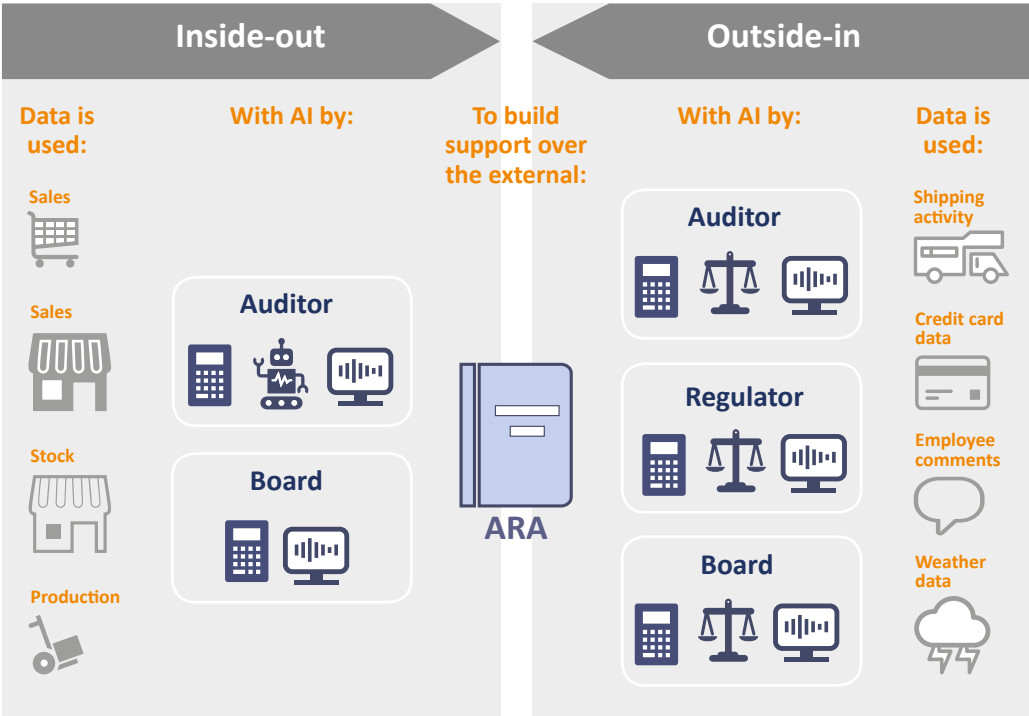 Inside-out
Outside-in
Data is
used:
With AI by:
To build
support over
the external:
With AI by:
Data is
used:
Sales
Sales
Stock
Production
Auditor
Board
ARA
Auditor
Regulator
Board
Shipping
activity
Credit card
data
Employee
comments
Weather
data